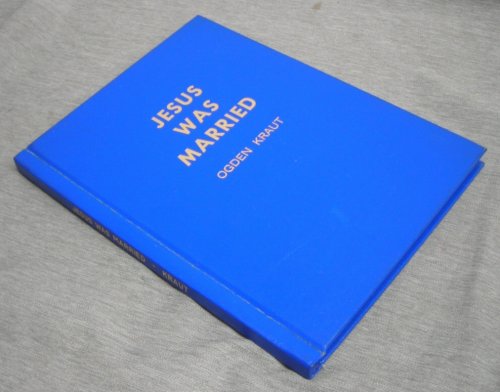 JESUS
WAS
MARRIED
OGDEN KRAUT
JESUS WAS MARRIED : KRAUT